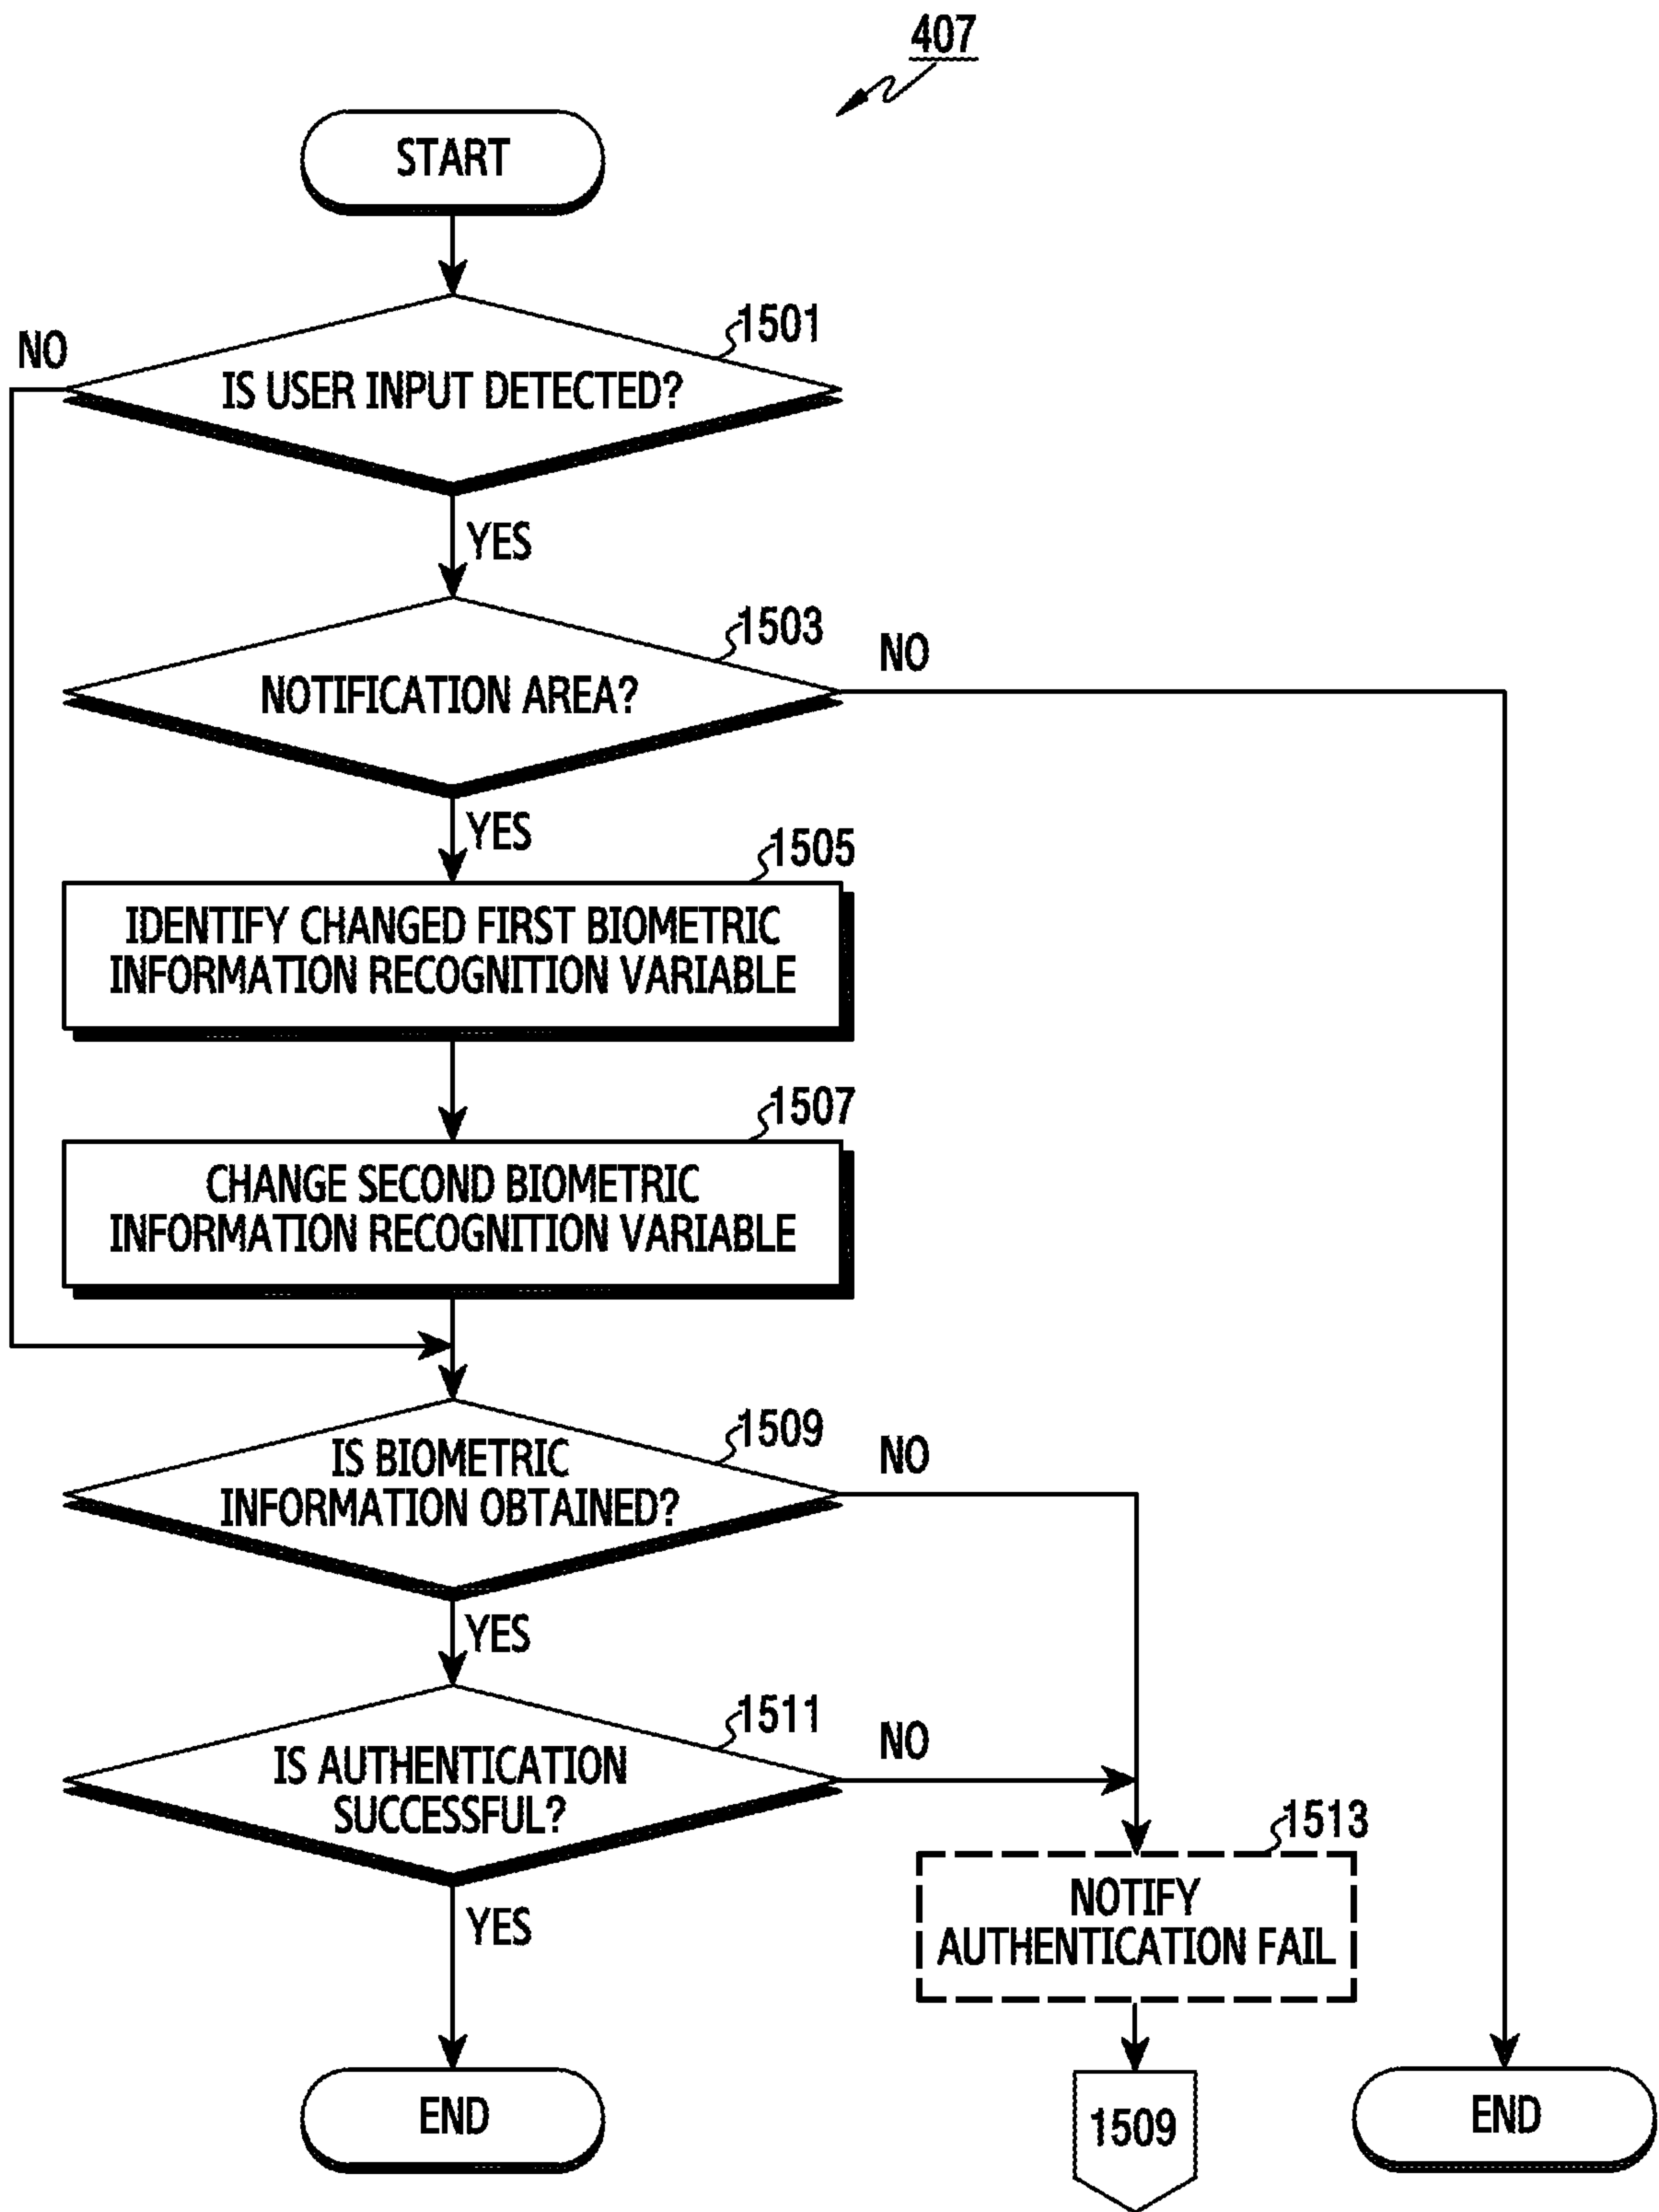 407
START
1501
NO
IS USER INPUT DETECTED?
YES
1503
NO
NOTIFICATION AREA?
YES
1505
IDENTIFY CHANGED FIRST BIOMETRIC
INFORMATION RECOGNITION VARIABLE
1507
CHANGE SECOND BIOMETRIC
INFORMATION RECOGNITION VARIABLE
1509
NO
IS BIOMETRIC
INFORMATION OBTAINED?
YES
1511
NO
IS AUTHENTICATION
SUCCESSFUL?
1513
YES
NOTIFY
AUTHENTICATION FAIL
END
1509
END